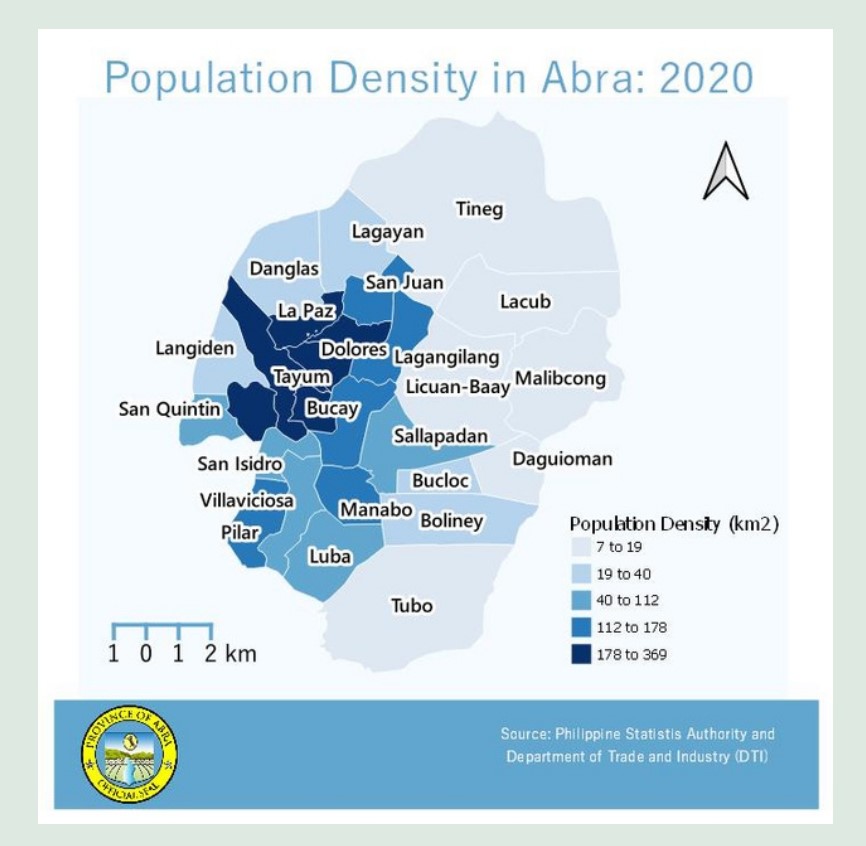 Population Density in Abra: 2020
Tineg
Lagayan
Danglas
San Juan
Lacub
La Paz
Langiden
Dolores
Lagangilang
Tayum
Licuan-Baay
Malibcong
San Quintin
Bucay
Sallapadan
San Isidro
Daguioman
Bucloc
Villaviciosa
Manabo
Boliney
Pilar
Luba
Tubo
Population Density (km2)
7 to 19
19 to 40
40 to 112
112 to 178
178 to 369
1 0 1 2 km
PROVINCE OF ABRA
OFFICIAL SEAL
Source: Philippine Statistis Authority and
Department of Trade and Industry (DTI)